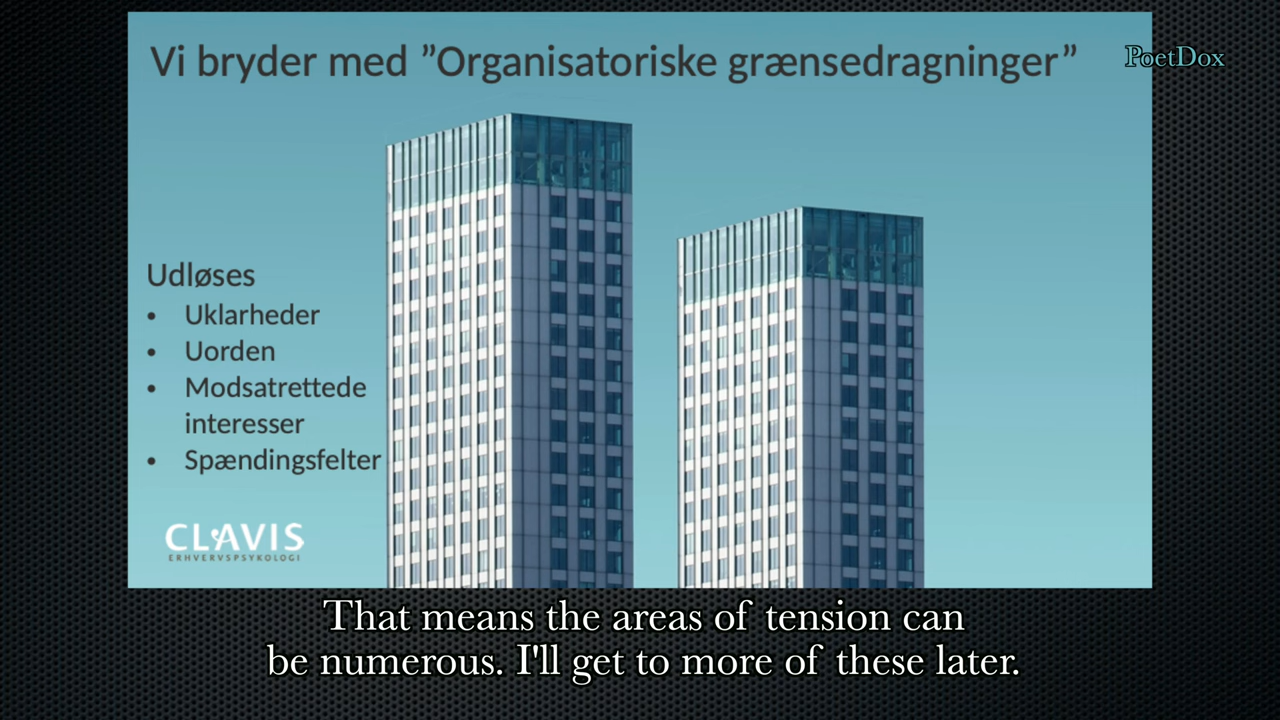 Vi bryder med ”Organisatoriske grænsedragninger”
PoetDox
Udløses
• Uklarheder
• Uorden
• Modsatrettede
interesser
• Spændingsfelter
CLAVIS
ERHVERVSPSYKOLOGI
That means the areas of tension can
be numerous. I'll get to more of these later.